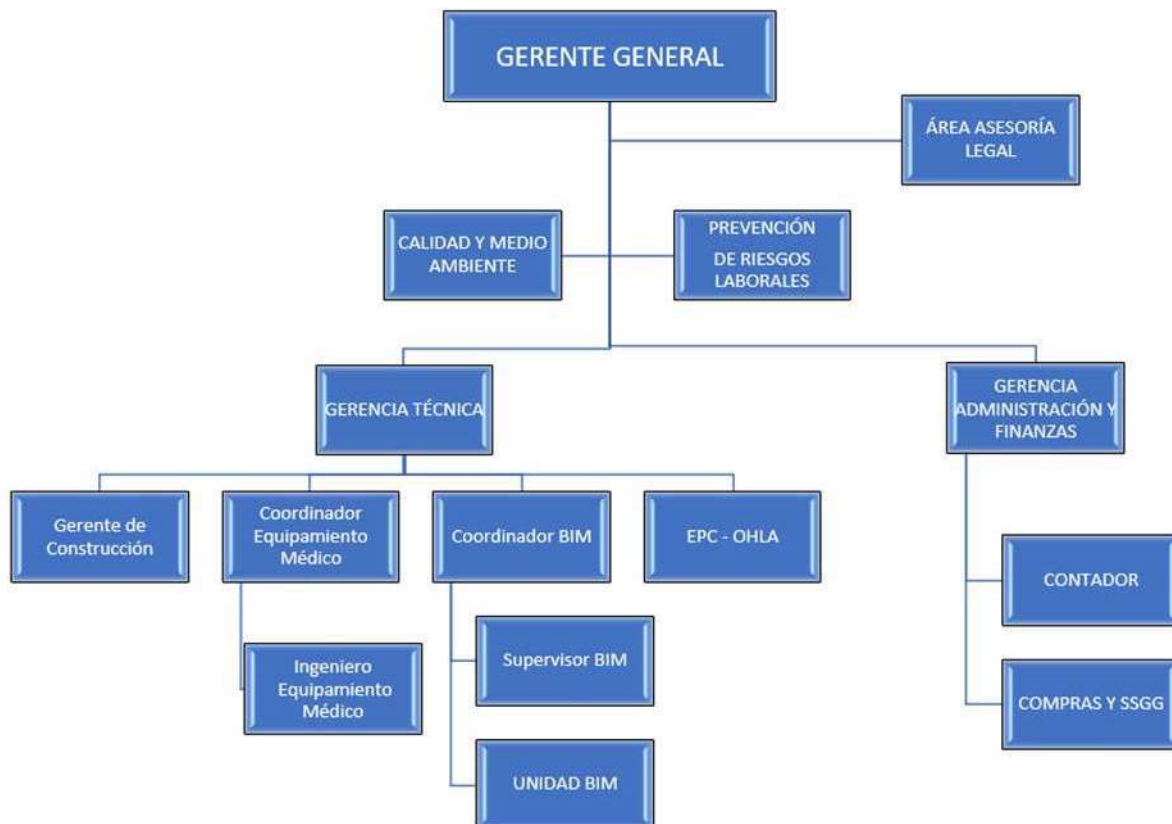 GERENTE GENERAL
ÁREA ASESORÍA
LEGAL
CALIDAD Y MEDIO
AMBIENTE
PREVENCIÓN
DE RIESGOS
LABORALES
GERENCIA TÉCNICA
GERENCIA
ADMINISTRACIÓN Y
FINANZAS
Gerente de
Construcción
Coordinador
Equipamiento
Médico
Coordinador BIM
EPC - OHLA
CONTADOR
Ingeniero
Equipamiento
Médico
Supervisor BIM
COMPRAS Y SSGG
UNIDAD BIM